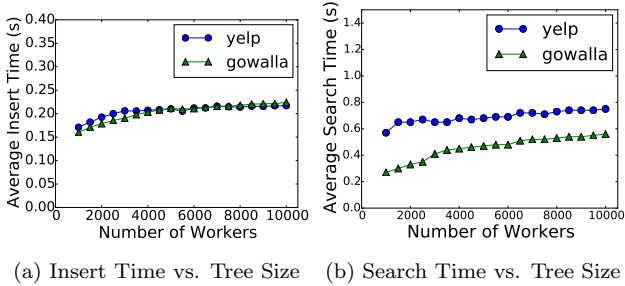 0.40
0.35
0.30
0.25
0.20
0.15
0.10
0.05
0.00
0 2000 4000 6000 8000 10000
Average Insert Time (s)
Number of Workers
yelp
gowalla
(a) Insert Time vs. Tree Size
1.4
1.2
1.0
0.8
0.6
0.4
0.2
0.0
0 2000 4000 6000 8000 10000
Average Search Time (s)
Number of Workers
yelp
gowalla
(b) Search Time vs. Tree Size